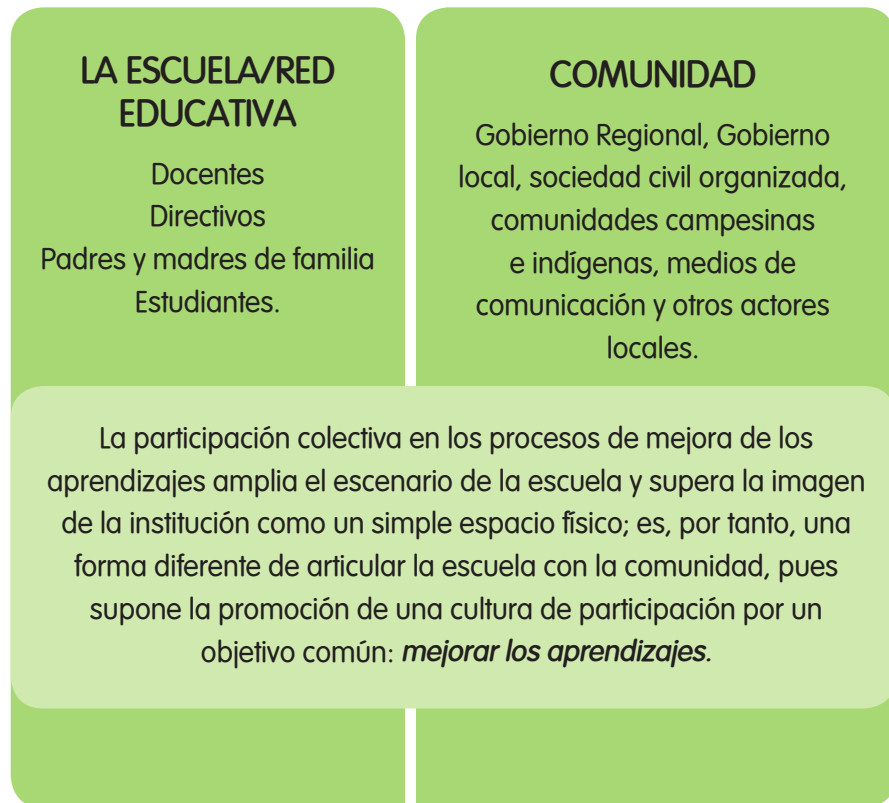 LA ESCUELA/RED
EDUCATIVA
Docentes
Directivos
Padres y madres de familia
Estudiantes.
COMUNIDAD
Gobierno Regional, Gobierno
local, sociedad civil organizada,
comunidades campesinas
e indígenas, medios de
comunicación y otros actores
locales.
La participación colectiva en los procesos de mejora de los
aprendizajes amplia el escenario de la escuela y supera la imagen
de la institución como un simple espacio físico; es, por tanto, una
forma diferente de articular la escuela con la comunidad, pues
supone la promoción de una cultura de participación por un
objetivo común: mejorar los aprendizajes.